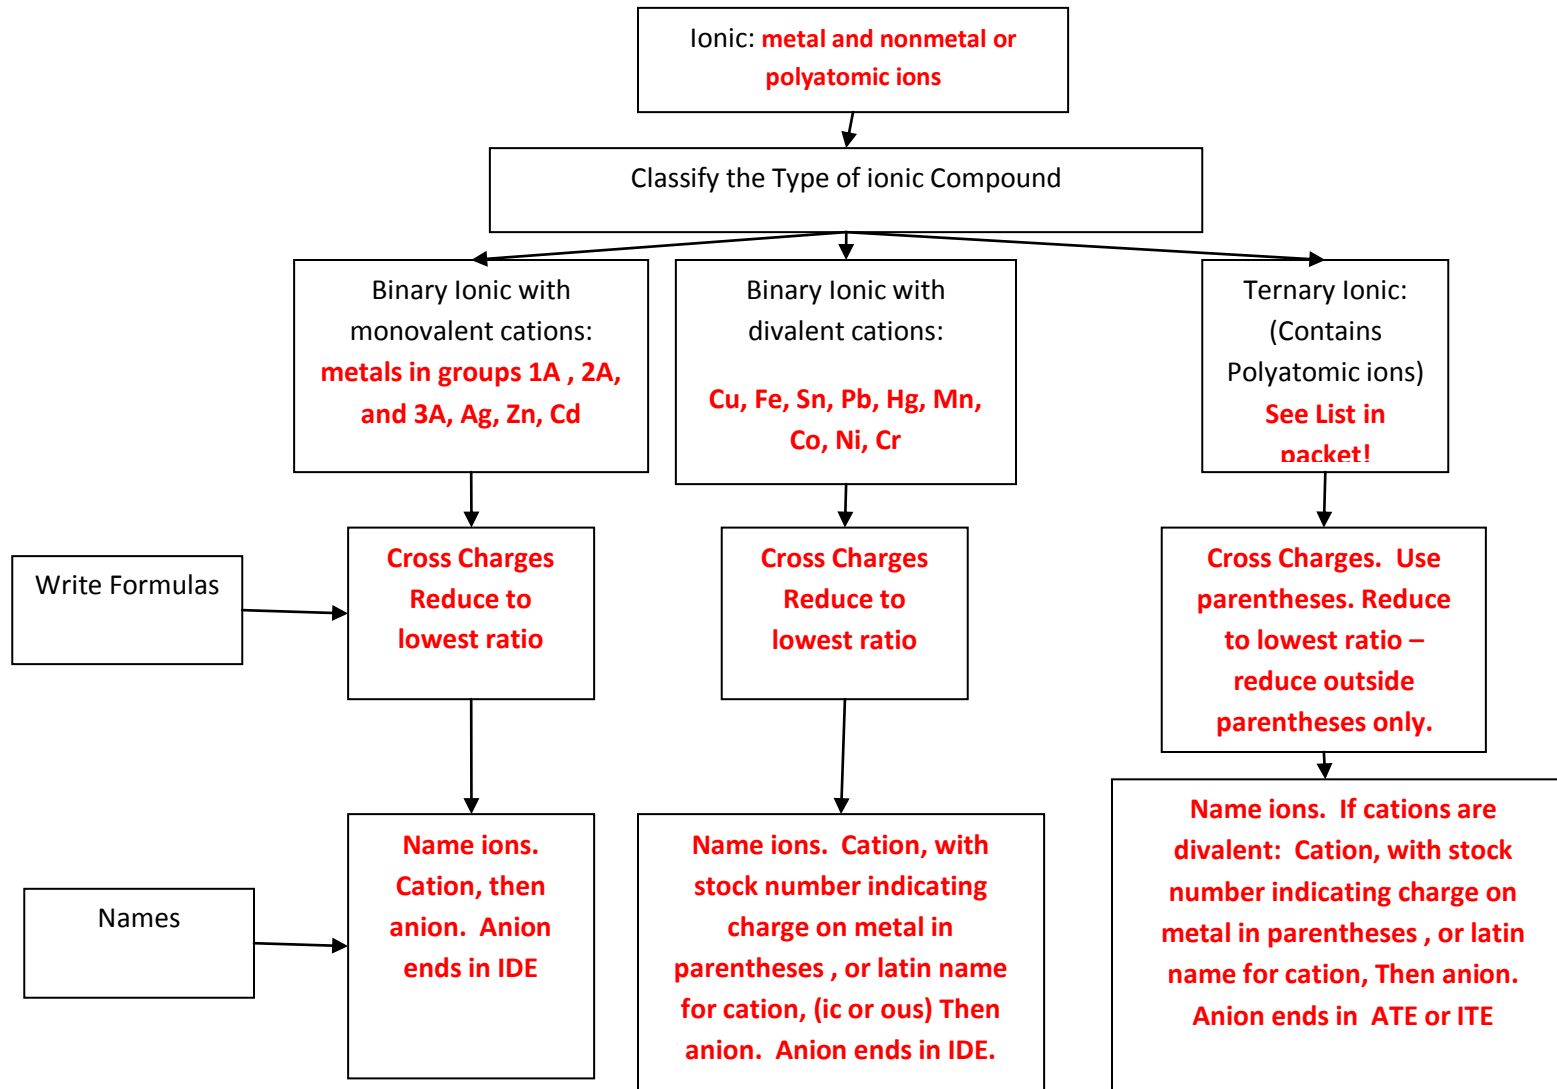 Ionic: metal and nonmetal or
polyatomic ions
Classify the Type of ionic Compound
Binary Ionic with
monovalent cations:
metals in groups 1A , 2A,
and 3A, Ag, Zn, Cd
Binary Ionic with
divalent cations:
Cu, Fe, Sn, Pb, Hg, Mn,
Co, Ni, Cr
Ternary Ionic:
(Contains
Polyatomic ions)
See List in
packet!
Write Formulas
Cross Charges
Reduce to
lowest ratio
Cross Charges
Reduce to
lowest ratio
Cross Charges.  Use
parentheses. Reduce
to lowest ratio –
reduce outside
parentheses only.
Names
Name ions.
Cation, then
anion.  Anion
ends in IDE
Name ions.  Cation, with
stock number indicating
charge on metal in
parentheses , or latin name
for cation, (ic or ous) Then
anion.  Anion ends in IDE.
Name ions.  If cations are
divalent:  Cation, with stock
number indicating charge on
metal in parentheses , or latin
name for cation, Then anion.
Anion ends in  ATE or ITE